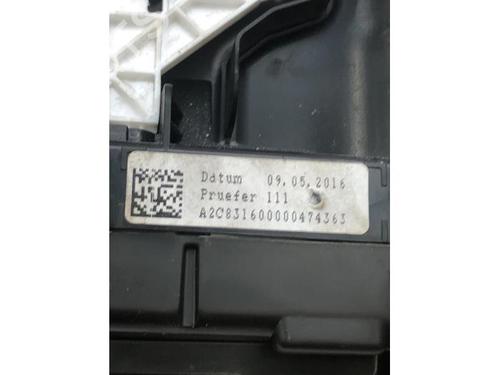 Datum 09.05.2016
Pruefer 111
A2C831600000474363